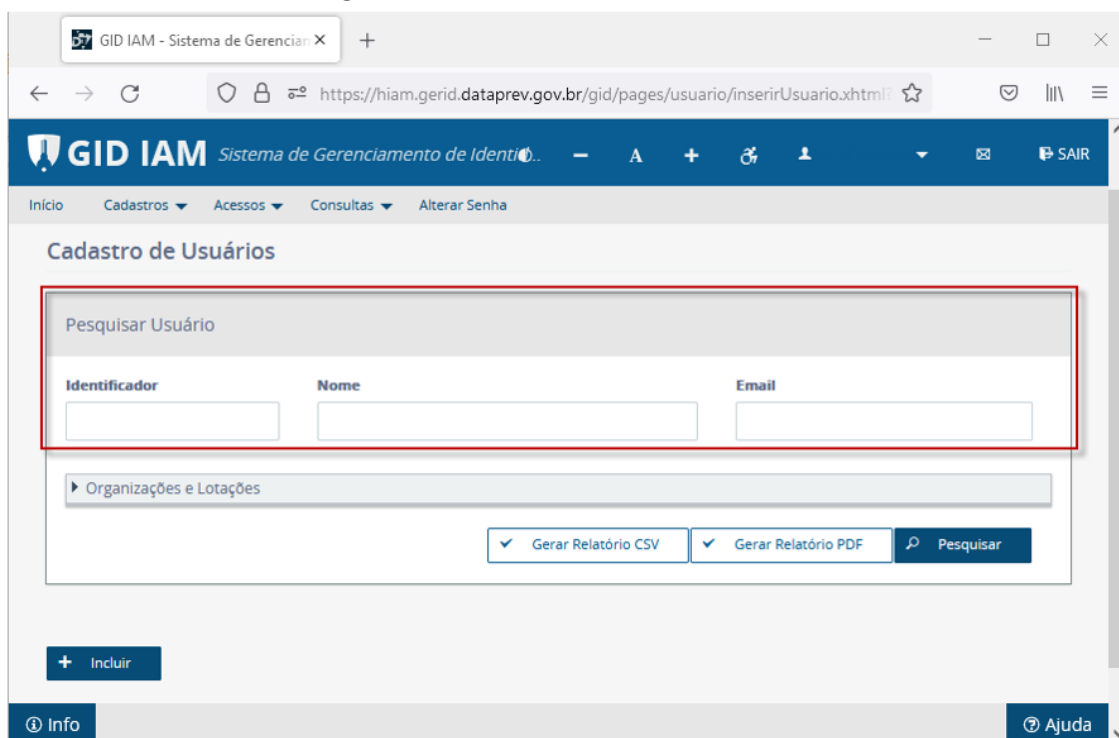 GID IAM - Sistema de Gerencian
https://hiam.gerid.dataprev.gov.br/gid/pages/usuario/inserirUsuario.xhtml
GID IAM Sistema de Gerenciamento de Identi .. A SAIR
Início Cadastros Acessos Consultas Alterar Senha
Cadastro de Usuários
Pesquisar Usuário
Identificador Nome Email
Organizações e Lotações
Gerar Relatório CSV Gerar Relatório PDF Pesquisar
+ Incluir
Info Ajuda